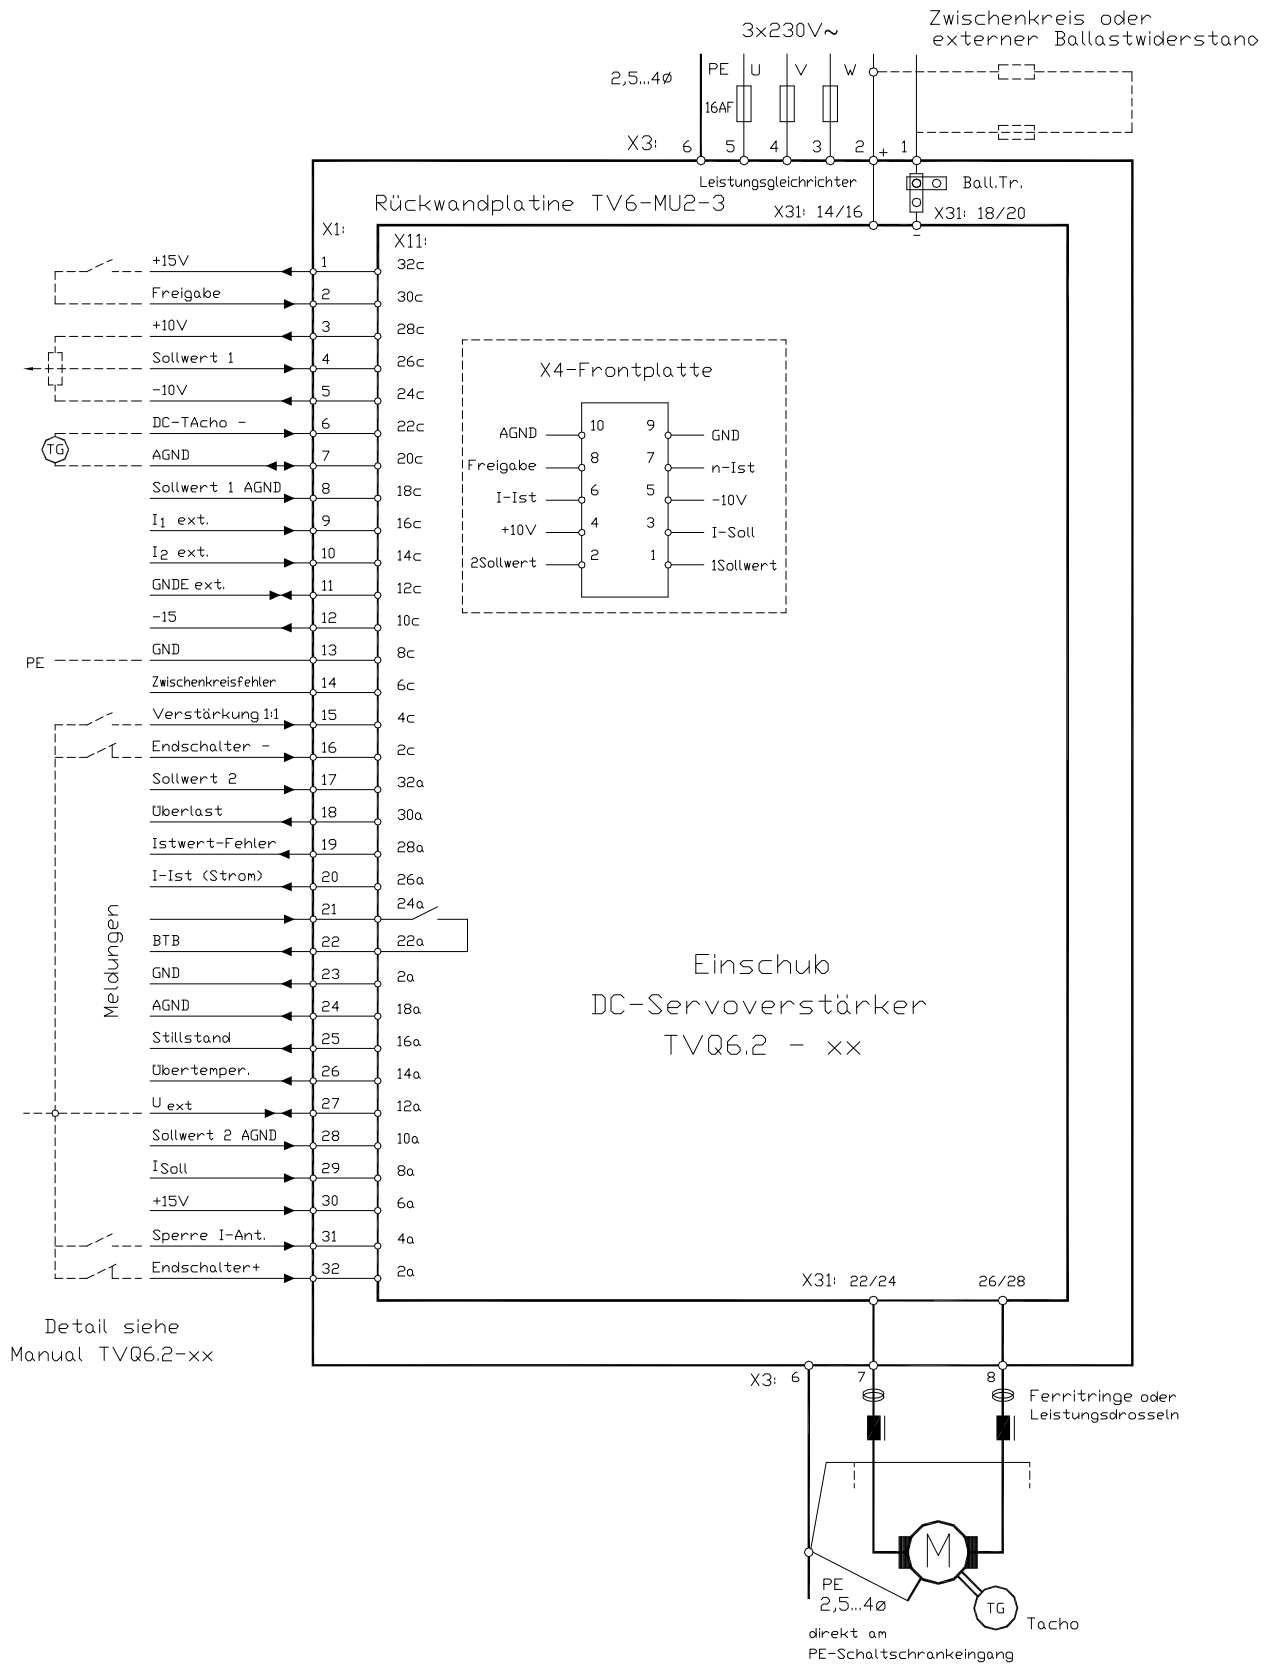 Zwischenkreis oder
externer Ballastwiderstand
3x230V~
2,5...4ø
PE U V W
16AF
X3: 6 5 4 3 2 + 1
Leistungsgleichrichter
Ball.Tr.
Rückwandplatine TV6-MU2-3
X31: 14/16
X31: 18/20
-
X1:
X11:
+15V 1 32c
Freigabe 2 30c
+10V 3 28c
Sollwert 1 4 26c
-10V 5 24c
DC-TAcho - 6 22c
TG
AGND 7 20c
Sollwert 1 AGND 8 18c
I1 ext. 9 16c
I2 ext. 10 14c
GNDE ext. 11 12c
-15 12 10c
GND 13 8c
PE
Zwischenkreisfehler 14 6c
Verstärkung 1:1 15 4c
Endschalter - 16 2c
Sollwert 2 17 32a
Überlast 18 30a
Istwert-Fehler 19 28a
I-Ist (Strom) 20 26a
21 24a
BTB 22 22a
GND 23 2a
AGND 24 18a
Stillstand 25 16a
Übertemper. 26 14a
U ext 27 12a
Sollwert 2 AGND 28 10a
I Soll 29 8a
+15V 30 6a
Sperre I-Ant. 31 4a
Endschalter+ 32 2a
Meldungen
X4-Frontplatte
AGND 10 9 GND
Freigabe 8 7 n-Ist
I-Ist 6 5 -10V
+10V 4 3 I-Soll
2Sollwert 2 1 1Sollwert
Einschub
DC-Servoverstärker
TVQ6.2 - xx
X31: 22/24 26/28
Detail siehe
Manual TVQ6.2-xx
X3: 6 7 8
Ferritringe oder
Leistungsdrosseln
M
PE
2,5...4ø
TG
Tacho
direkt am
PE-Schaltschrankeingang